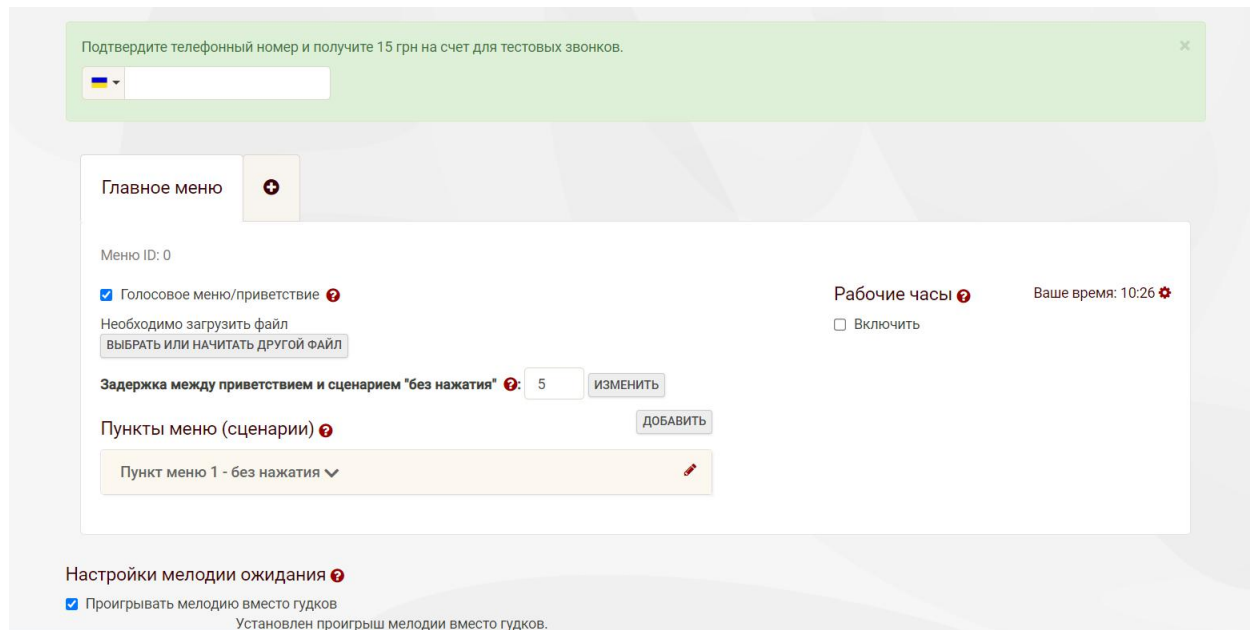 Подтвердите телефонный номер и получите 15 грн на счет для тестовых звонков.
×
Главное меню
Меню ID: 0
Голосовое меню/приветствие
Рабочие часы
Ваше время: 10:26
Необходимо загрузить файл
Включить
ВЫБРАТЬ ИЛИ НАЧИТАТЬ ДРУГОЙ ФАЙЛ
Задержка между приветствием и сценарием "без нажатия" : 5 ИЗМЕНИТЬ
ДОБАВИТЬ
Пункты меню (сценарии)
Пункт меню 1 - без нажатия
Настройки мелодии ожидания
Проигрывать мелодию вместо гудков
Установлен проигрыш мелодии вместо гудков.